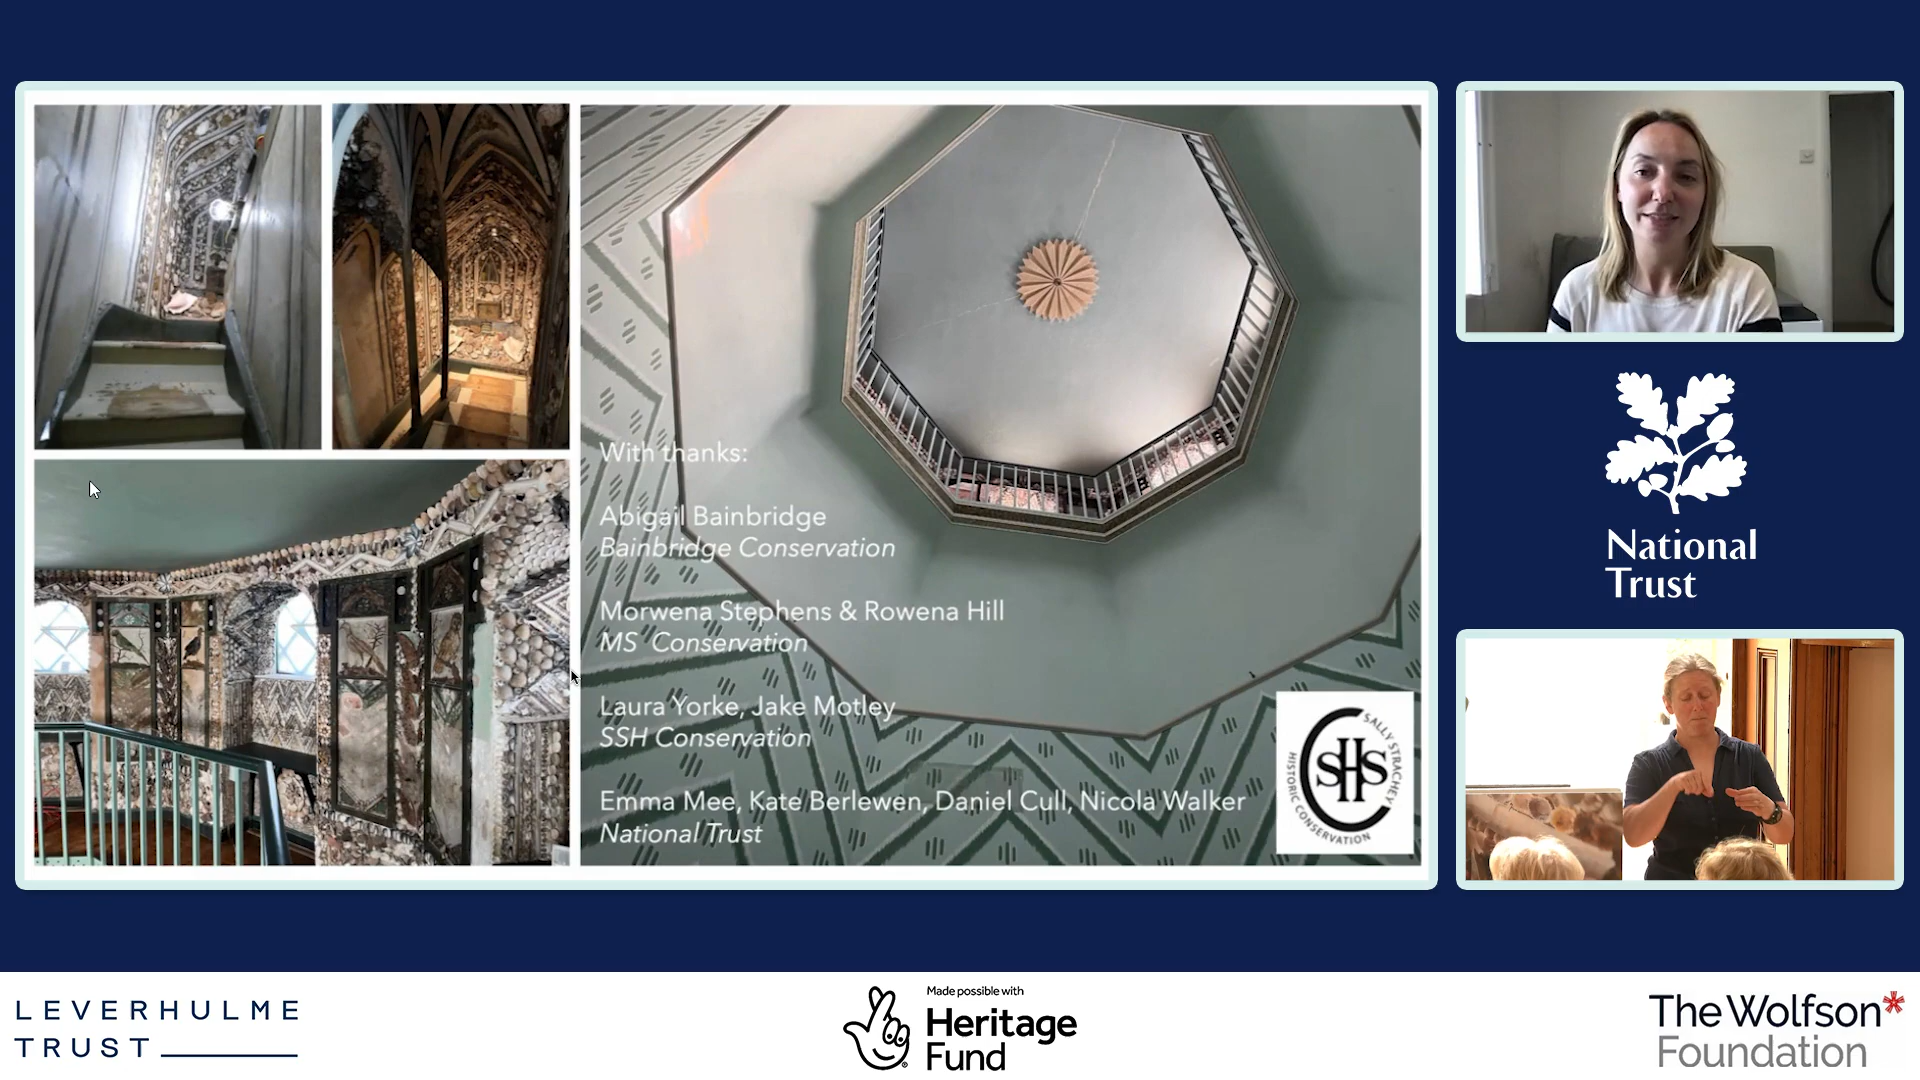 With thanks:
Abigail Bainbridge
Bainbridge Conservation
Morwena Stephens & Rowena Hill
MS Conservation
Laura Yorke, Jake Motley
SSH Conservation
Emma Mee, Kate Berlewen, Daniel Cull, Nicola Walker
National Trust
SALLY STRACHEY
SHS
HISTORIC CONSERVATION
National
Trust
LEVERHULME
TRUST
Made possible with
Heritage
Fund
The Wolfson*
Foundation